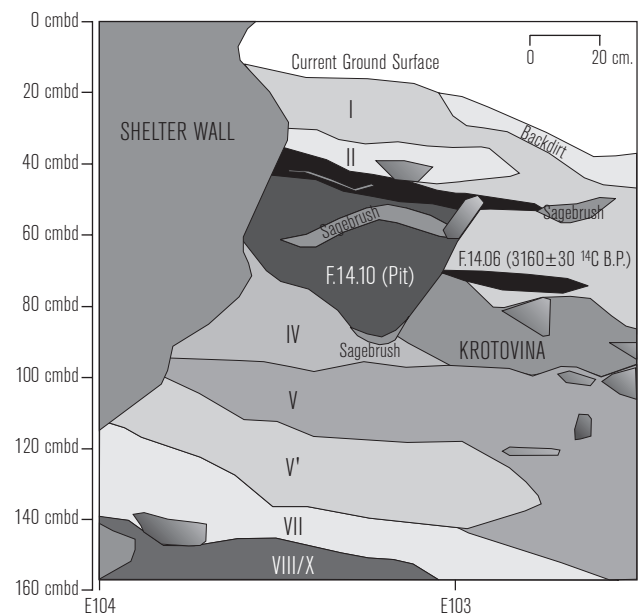 0 cmbd
20 cmbd
40 cmbd
60 cmbd
80 cmbd
100 cmbd
120 cmbd
140 cmbd
160 cmbd
E104
E103
0 20 cm.
Current Ground Surface
SHELTER WALL
I
Backdirt
II
Sagebrush
Sagebrush
F.14.10 (Pit)
F.14.06 (3160±30 ¹⁴C B.P.)
IV
Sagebrush
KROTOVINA
V
V'
VII
VIII/X